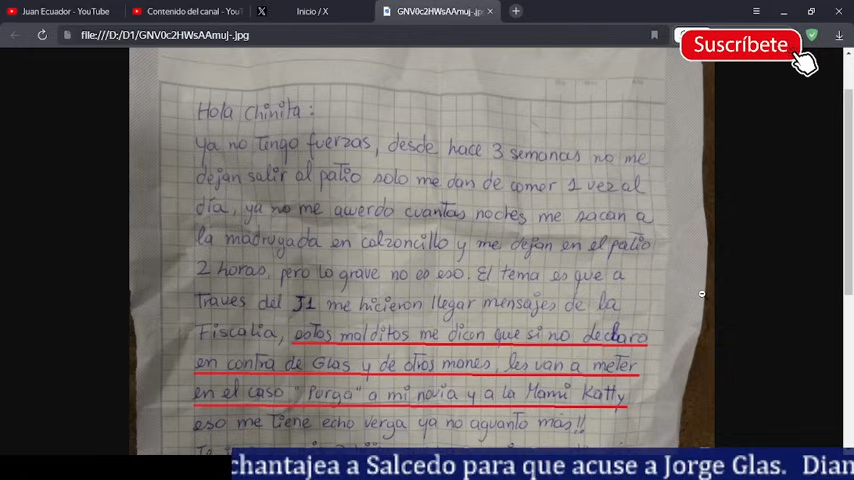 Juan Ecuador - YouTube
Contenido del canal - YouT
Inicio / X
GNV0c2HWsAAmuj-.jpg
file:///D:/D1/GNV0c2HWsAAmuj-.jpg
Suscríbete
Hola Chinita:
Ya no tengo fuerzas, desde hace 3 semanas no me
dejan salir al patio solo me dan de comer 1 vez al
día, ya no me awerdo cuantas noches me sacan a
la madrugada en calzoncillo y me dejan en el patio
2 horas, pero lo grave no es eso. El tema es que a
traves del J1 me hicieron llegar mensajes de la
Fiscalia, estos malditos me dicen que si no declaro
en contra de Glas y de otros manes, les van a meter
en el caso "Purga" a mi novia y a la Mami Katty
eso me tiene echo verga ya no aguanto más!!
chantajea a Salcedo para que acuse a Jorge Glas. Dian